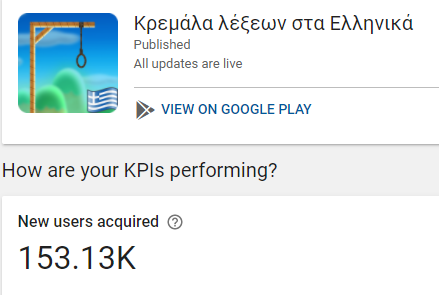 Κρεμάλα λέξεων στα Ελληνικά
Published
All updates are live
VIEW ON GOOGLE PLAY
How are your KPIs performing?
New users acquired ?
153.13K